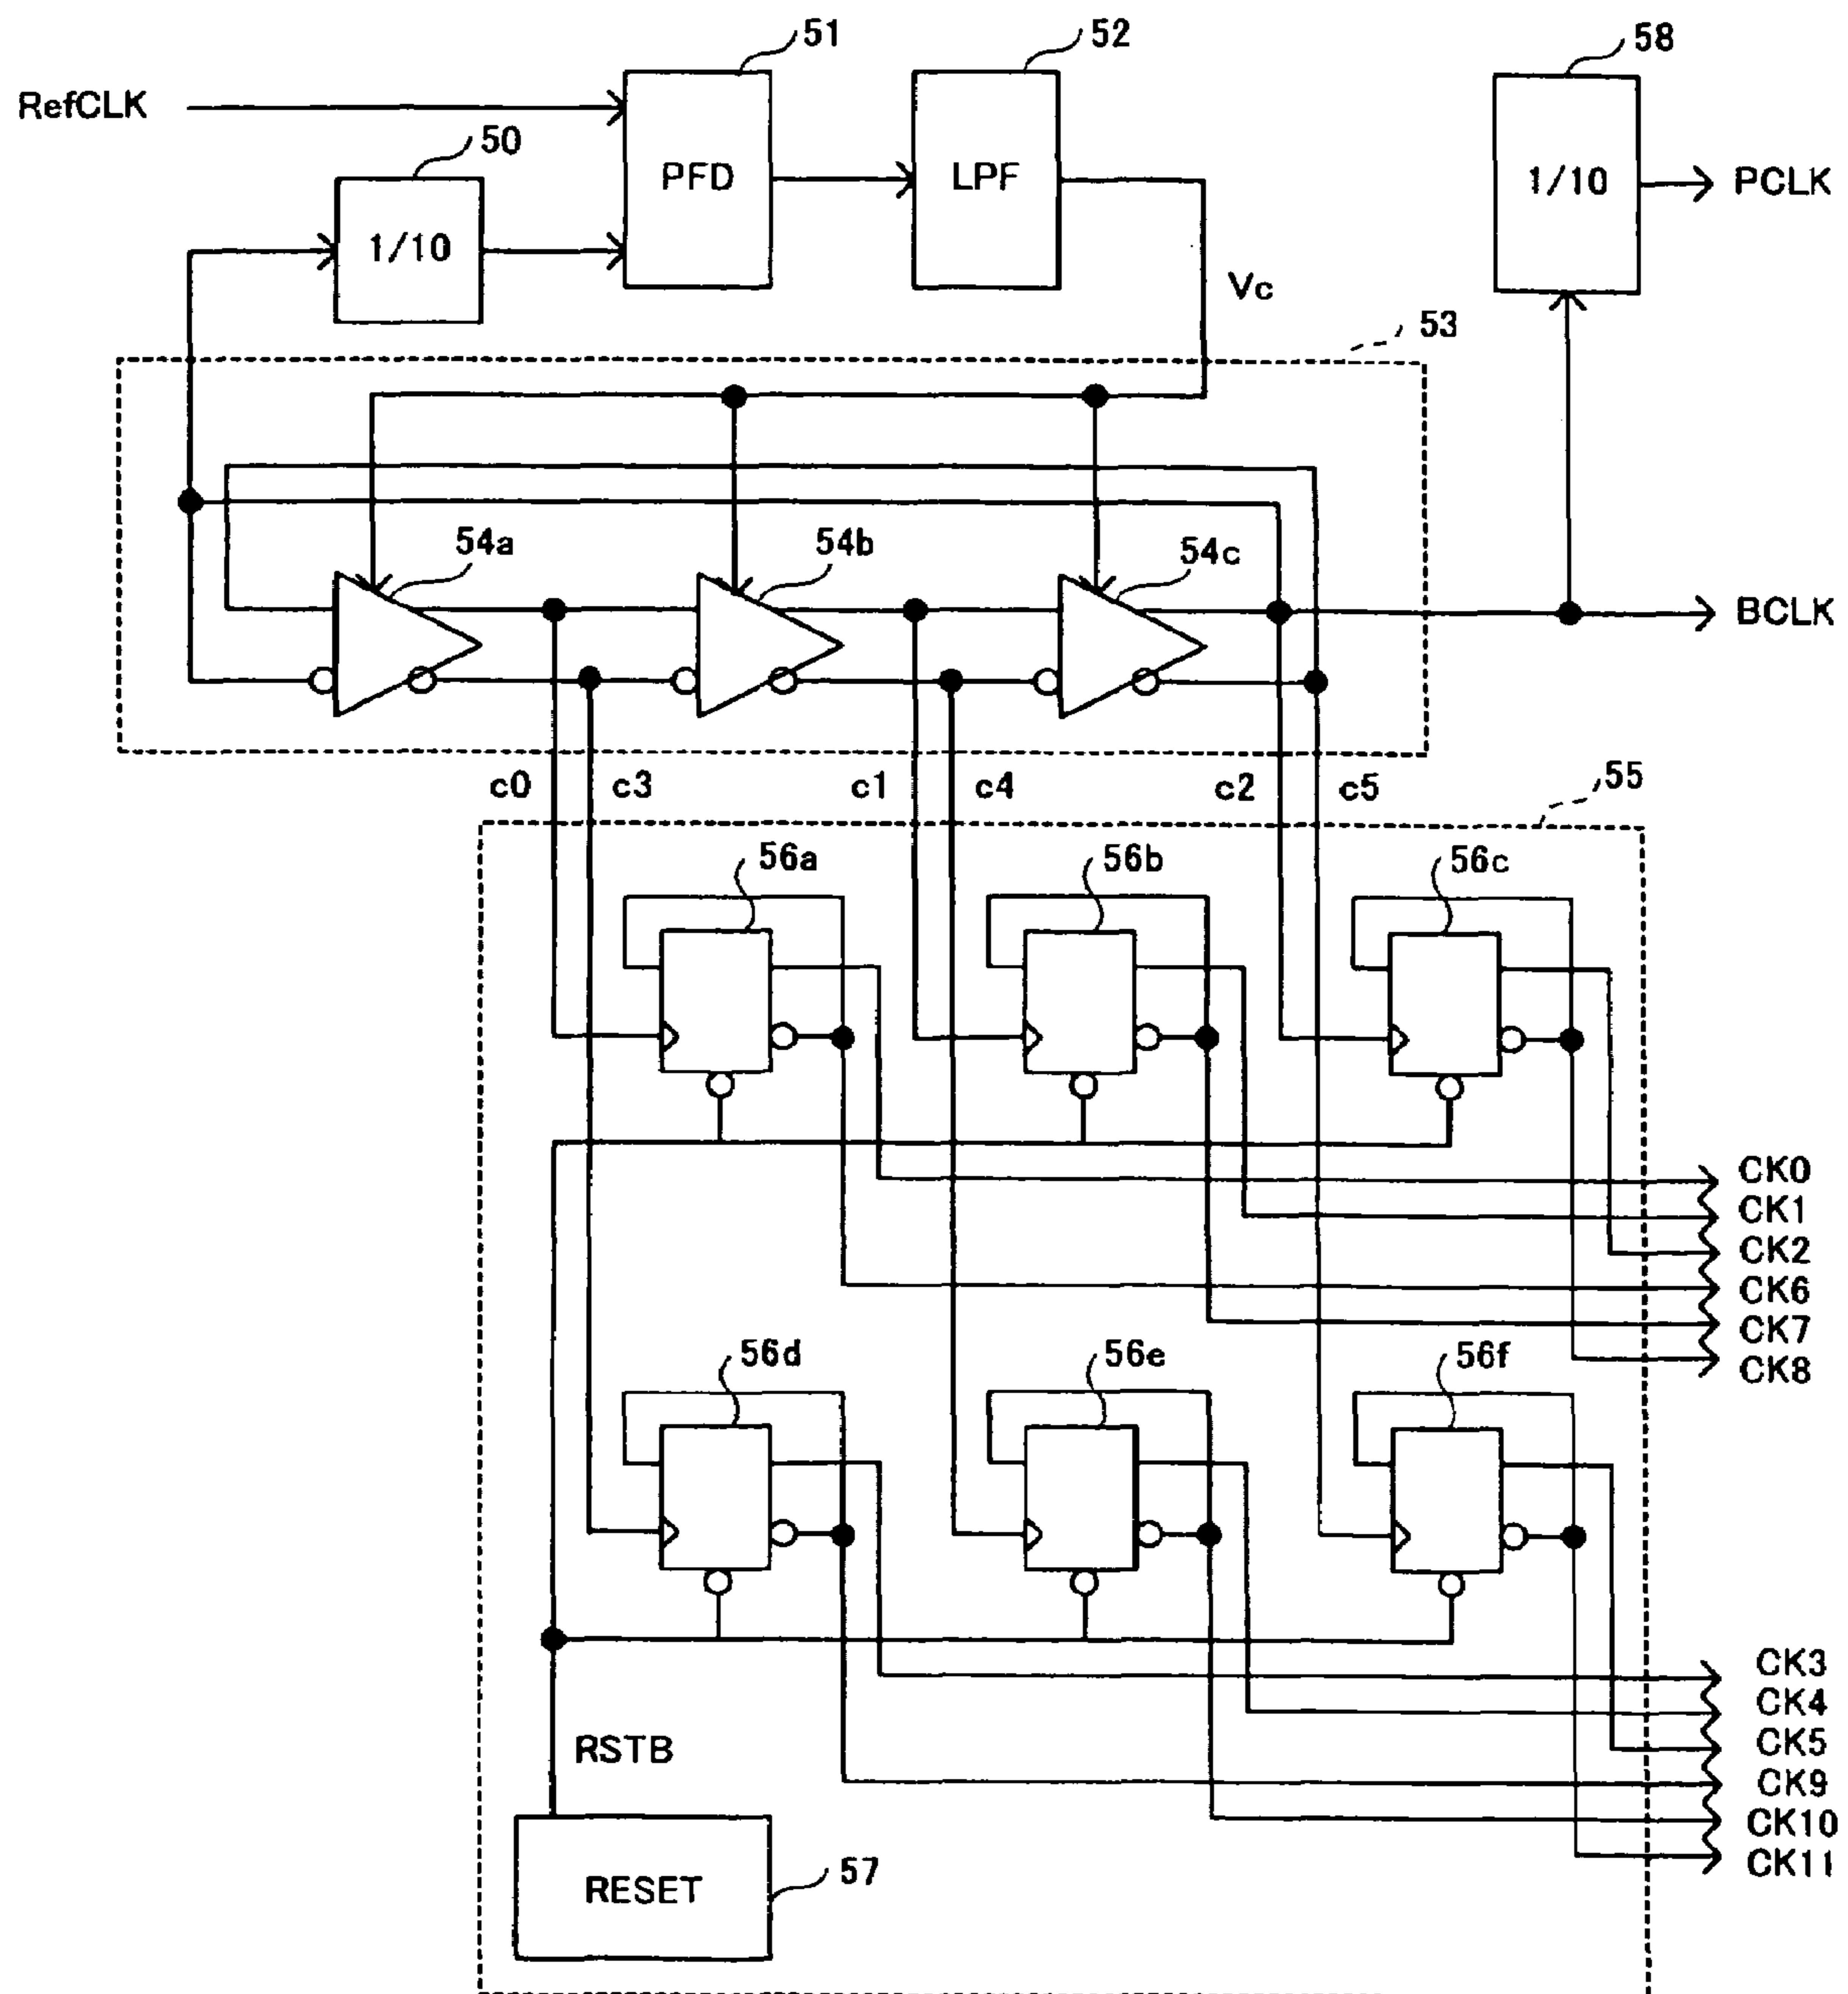 51
52
58
RefCLK
50
PFD
LPF
1/10
PCLK
1/10
Vc
53
54a
54b
54c
BCLK
c0
c3
c1
c4
c2
c5
55
56a
56b
56c
CK0
CK1
CK2
CK6
CK7
CK8
56d
56e
56f
CK3
CK4
CK5
CK9
CK10
CK11
RSTB
RESET
57